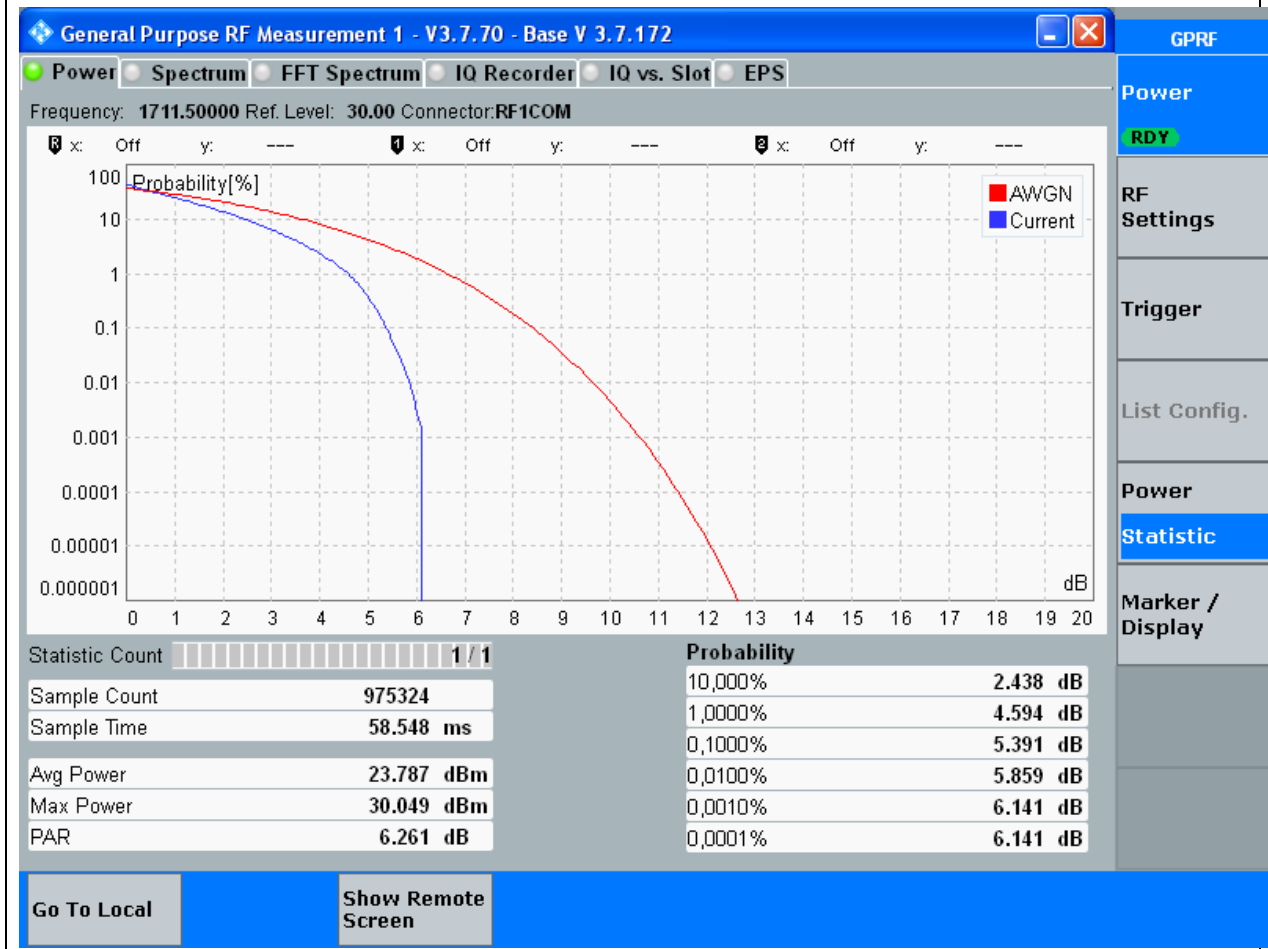 General Purpose RF Measurement 1 - V3.7.70 - Base V 3.7.172
GPRF
Power Spectrum FFT Spectrum IQ Recorder IQ vs. Slot EPS
Frequency: 1711.50000 Ref. Level: 30.00 Connector:RF1COM
R x: Off y: --- 1 x: Off y: --- 2 x: Off y: ---
Probability[%]
100
10
1
0.1
0.01
0.001
0.0001
0.00001
0.000001
AWGN
Current
dB
0 1 2 3 4 5 6 7 8 9 10 11 12 13 14 15 16 17 18 19 20
Statistic Count 1 / 1
Sample Count 975324
Sample Time 58.548 ms
Avg Power 23.787 dBm
Max Power 30.049 dBm
PAR 6.261 dB
Probability
10,000% 2.438 dB
1,0000% 4.594 dB
0,1000% 5.391 dB
0,0100% 5.859 dB
0,0010% 6.141 dB
0,0001% 6.141 dB
Power
RDY
RF
Settings
Trigger
List Config.
Power
Statistic
Marker /
Display
Go To Local
Show Remote
Screen